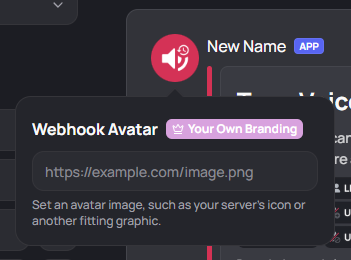 New Name APP
Webhook Avatar Your Own Branding
https://example.com/image.png
Set an avatar image, such as your server's icon or
another fitting graphic.